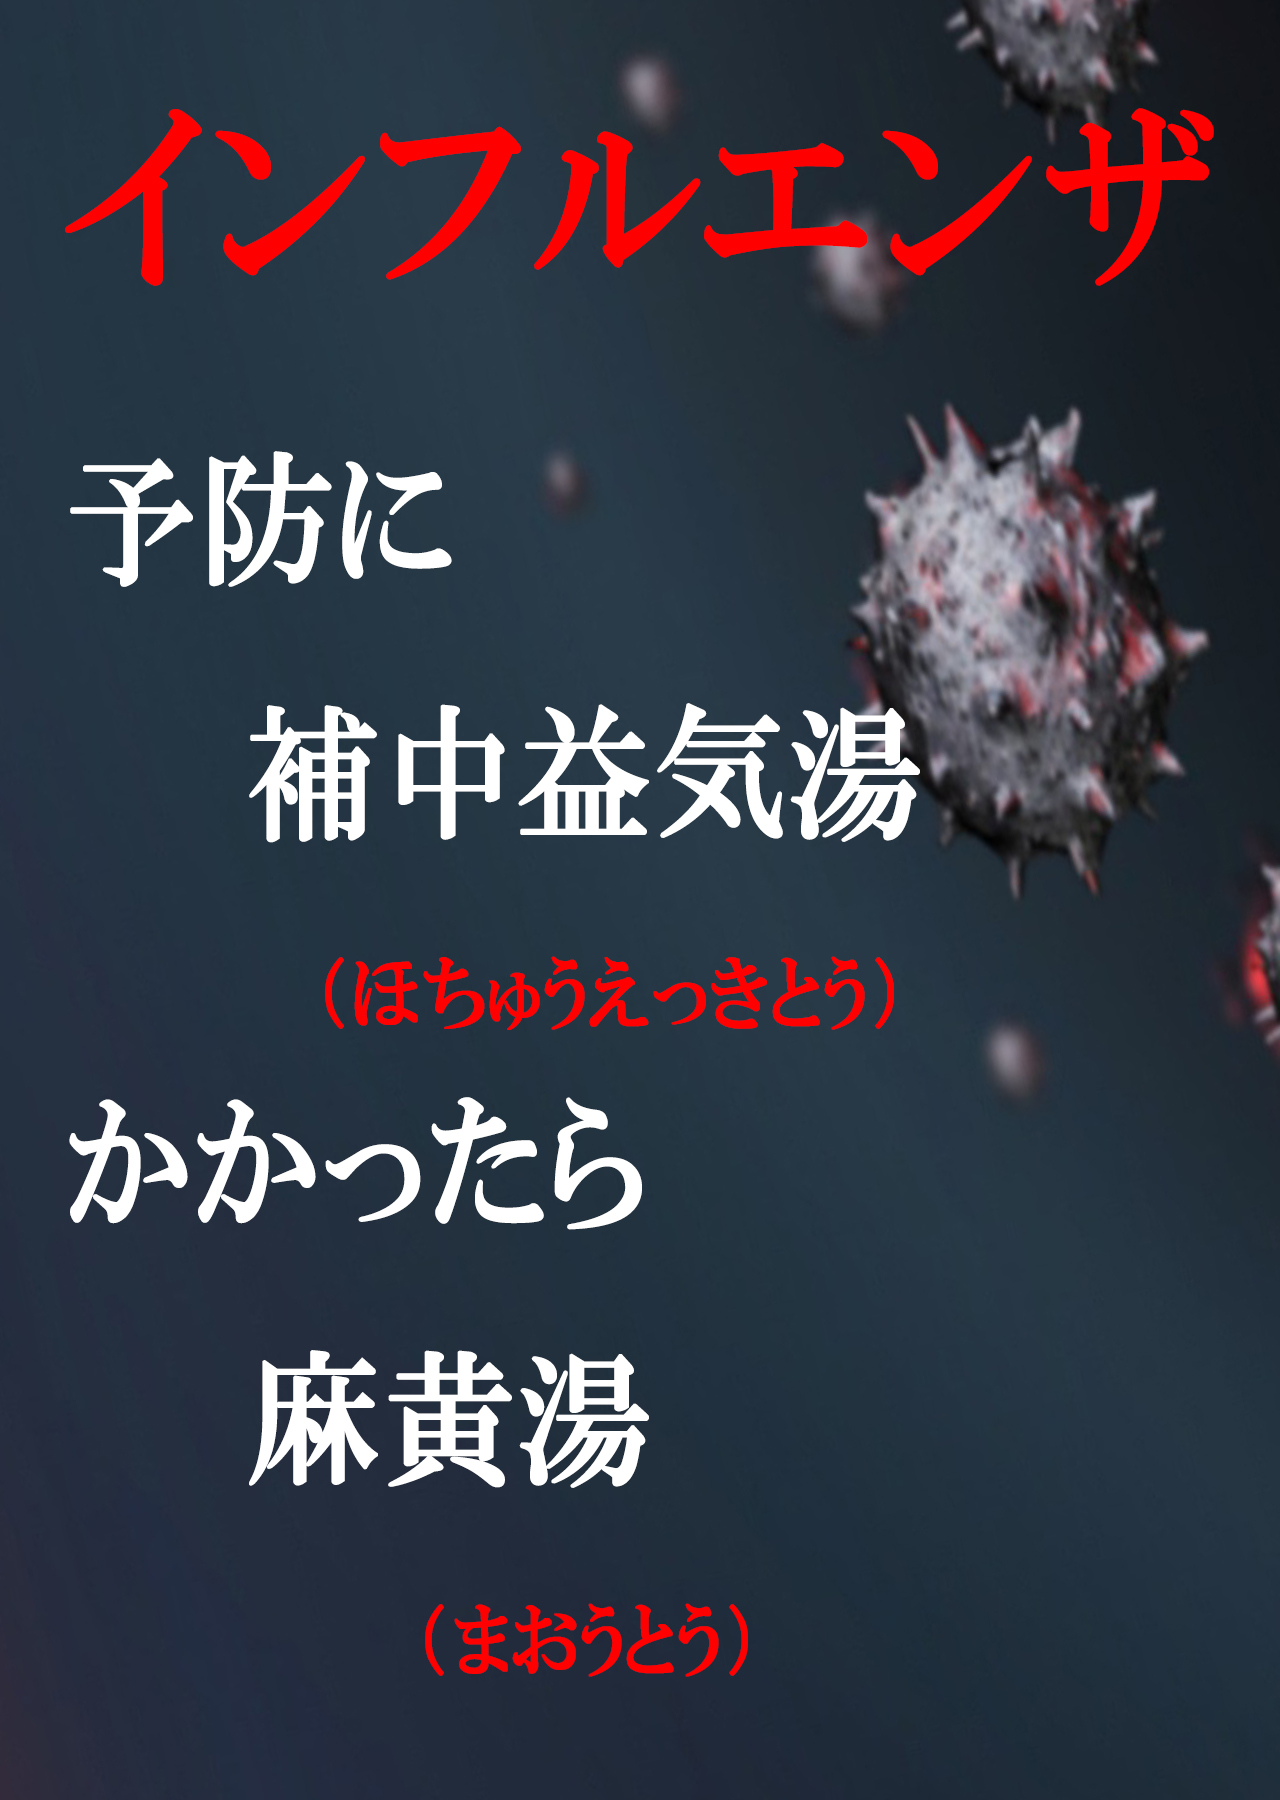 インフルエンザ
予防に
補中益気湯
（ほちゅうえっきとう）
かかったら
麻黄湯
（まおうとう）